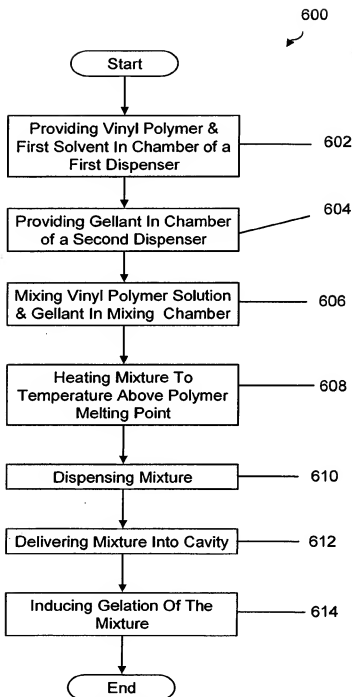 600
Start
Providing Vinyl Polymer &
First Solvent In Chamber of a
First Dispenser
602
Providing Gellant In Chamber
of a Second Dispenser
604
Mixing Vinyl Polymer Solution
& Gellant In Mixing Chamber
606
Heating Mixture To
Temperature Above Polymer
Melting Point
608
Dispensing Mixture
610
Delivering Mixture Into Cavity
612
Inducing Gelation Of The
Mixture
614
End